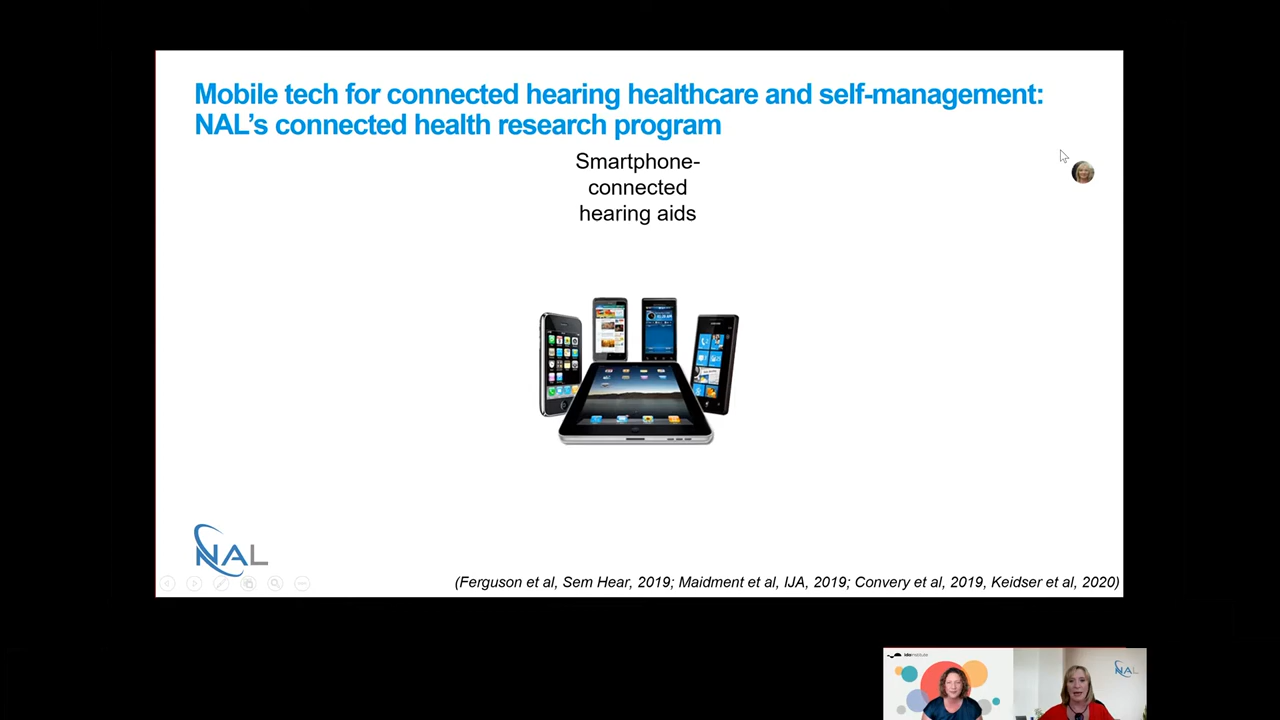 Mobile tech for connected hearing healthcare and self-management:
NAL's connected health research program
Smartphone-
connected
hearing aids
NAL
(Ferguson et al, Sem Hear, 2019; Maidment et al, IJA, 2019; Convery et al, 2019, Keidser et al, 2020)
idainstitute
NAL